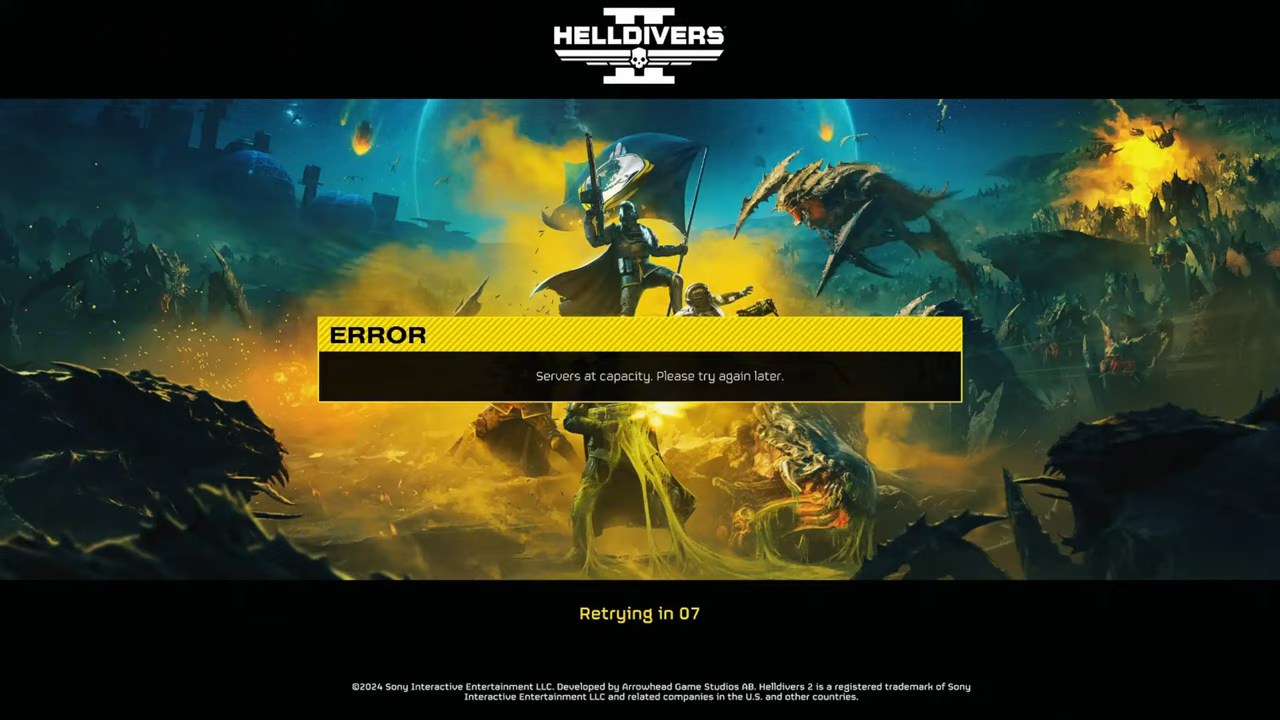 HELLDIVERS
II
ERROR
Servers at capacity. Please try again later.
Retrying in 07
©2024 Sony Interactive Entertainment LLC. Developed by Arrowhead Game Studios AB. Helldivers 2 is a registered trademark of Sony
Interactive Entertainment LLC and related companies in the U.S. and other countries.